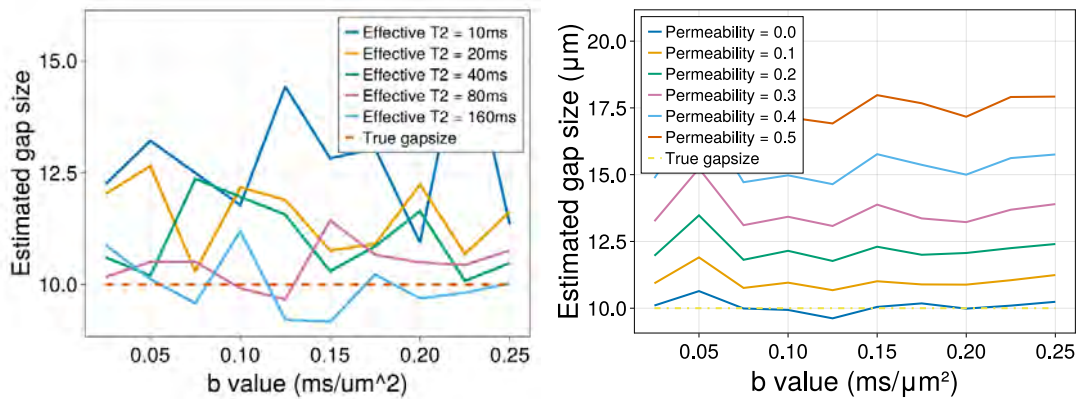 Estimated gap size
15.0
12.5
10.0
0.05
0.10
0.15
0.20
0.25
b value (ms/um^2)
Effective T2 = 10ms
Effective T2 = 20ms
Effective T2 = 40ms
Effective T2 = 80ms
Effective T2 = 160ms
True gapsize
Estimated gap size (μm)
20.0
17.5
15.0
12.5
10.0
0.05
0.10
0.15
0.20
0.25
b value (ms/μm²)
Permeability = 0.0
Permeability = 0.1
Permeability = 0.2
Permeability = 0.3
Permeability = 0.4
Permeability = 0.5
True gapsize